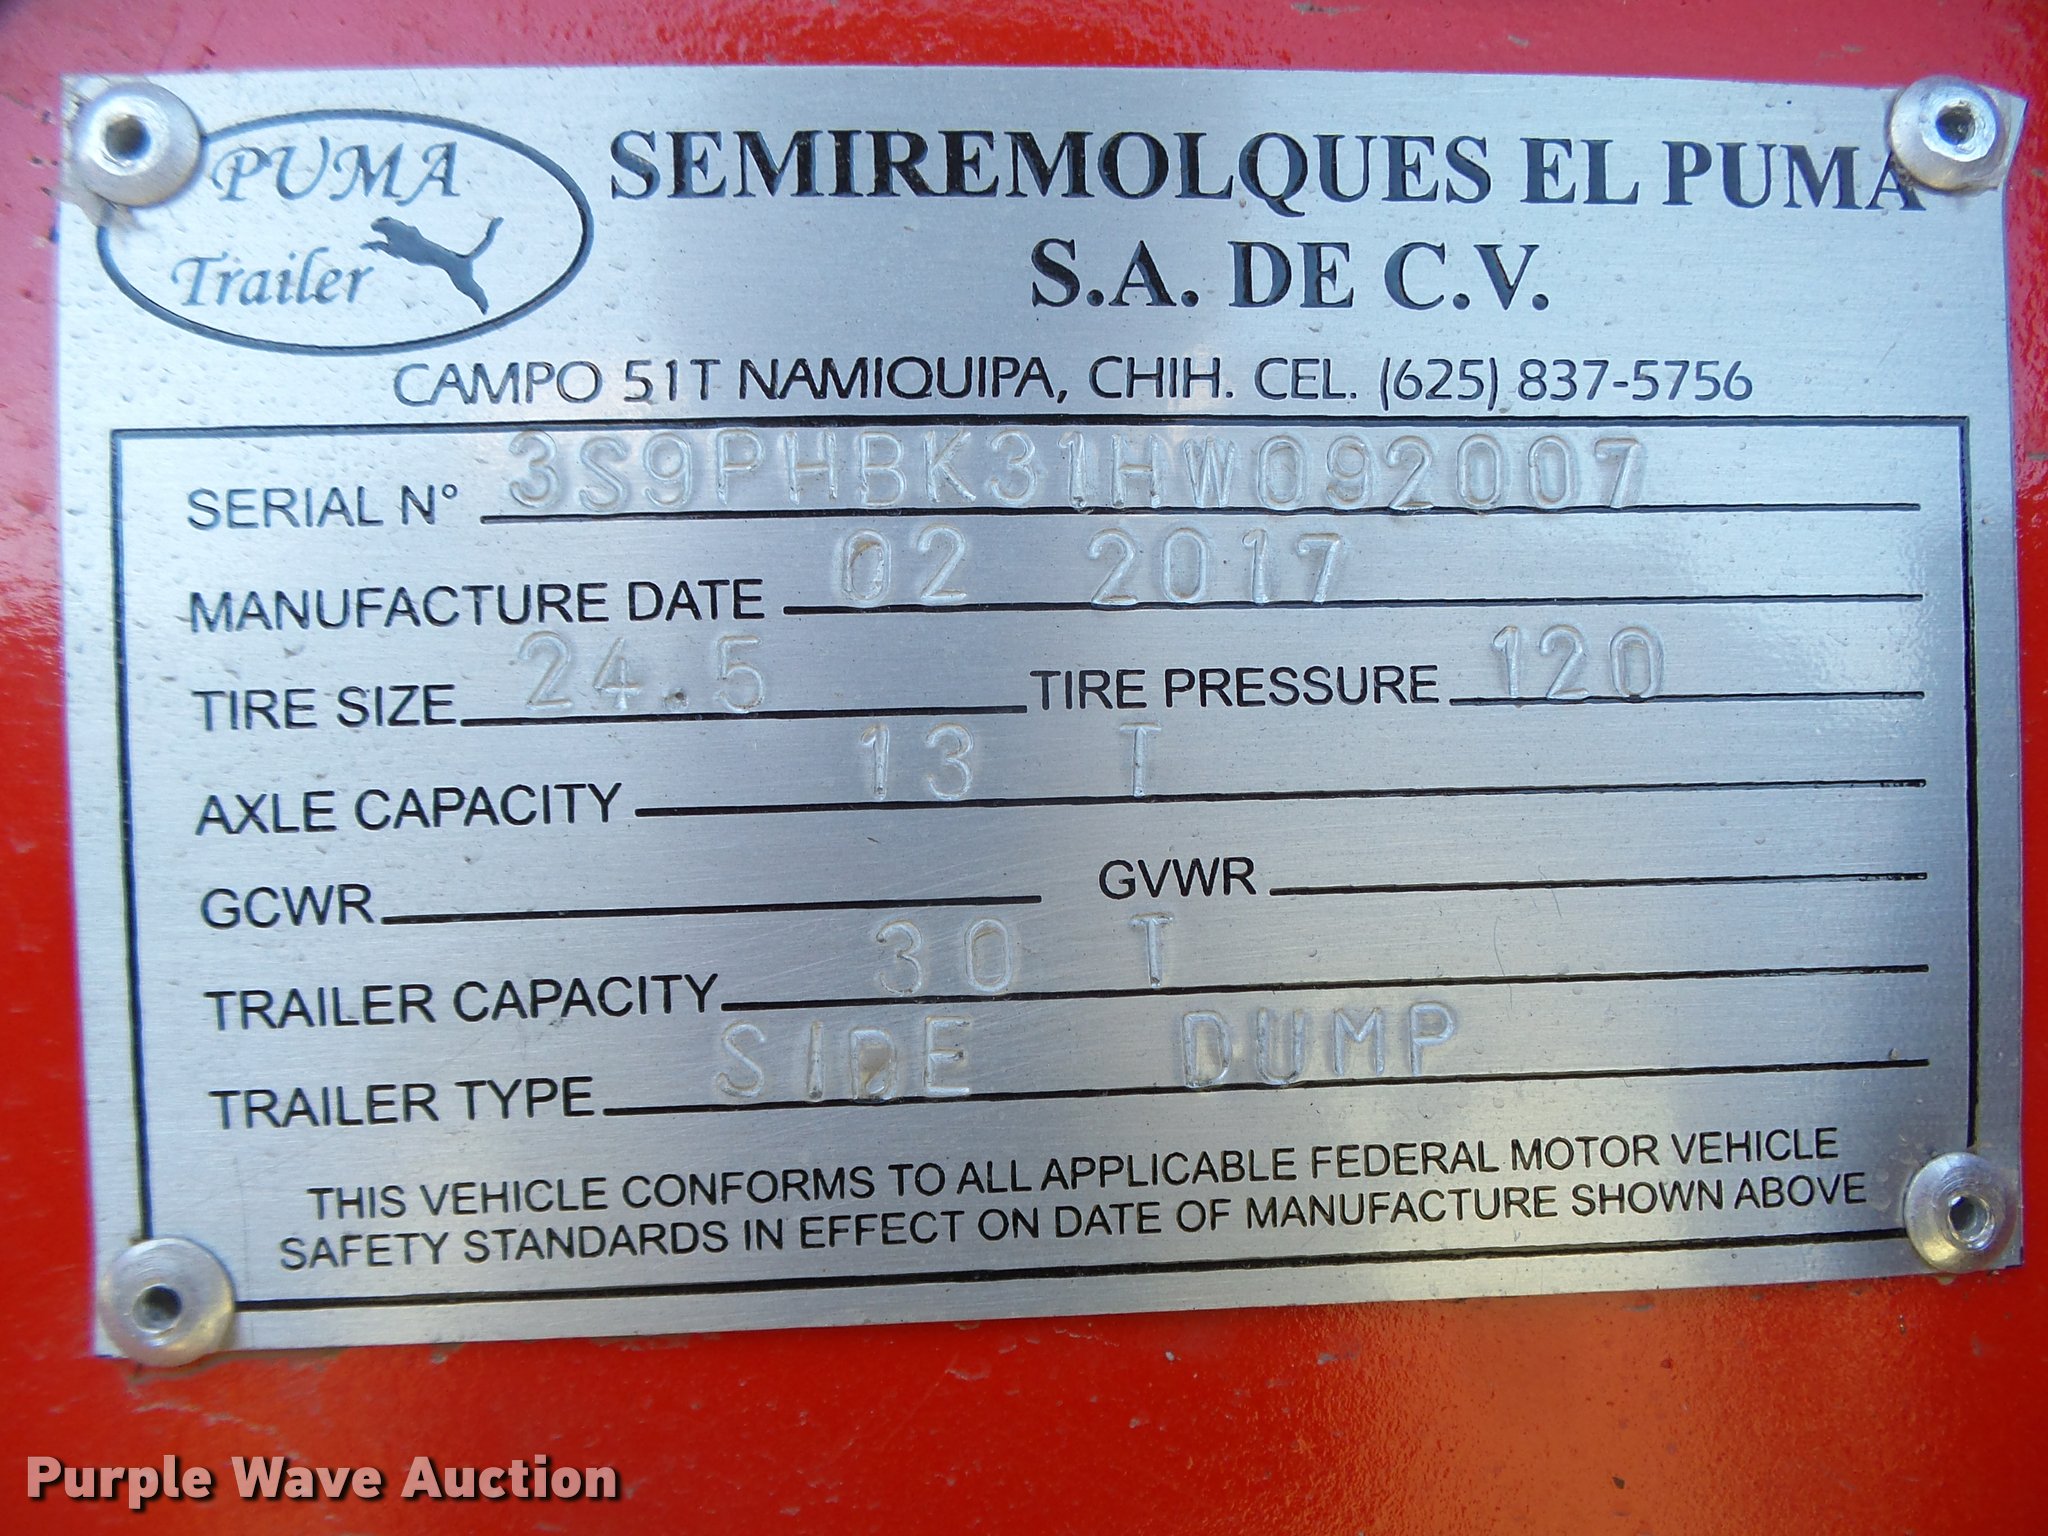 PUMA
Trailer
SEMIREMOLQUES EL PUMA
S.A. DE C.V.
CAMPO 51T NAMIQUIPA, CHIH. CEL. (625) 837-5756
SERIAL N° 3S9PHBK31HW092007
MANUFACTURE DATE 02 2017
TIRE SIZE 24.5 TIRE PRESSURE 120
AXLE CAPACITY 13 T
GCWR GVWR
TRAILER CAPACITY 30 T
TRAILER TYPE SIDE DUMP
THIS VEHICLE CONFORMS TO ALL APPLICABLE FEDERAL MOTOR VEHICLE
SAFETY STANDARDS IN EFFECT ON DATE OF MANUFACTURE SHOWN ABOVE
Purple Wave Auction